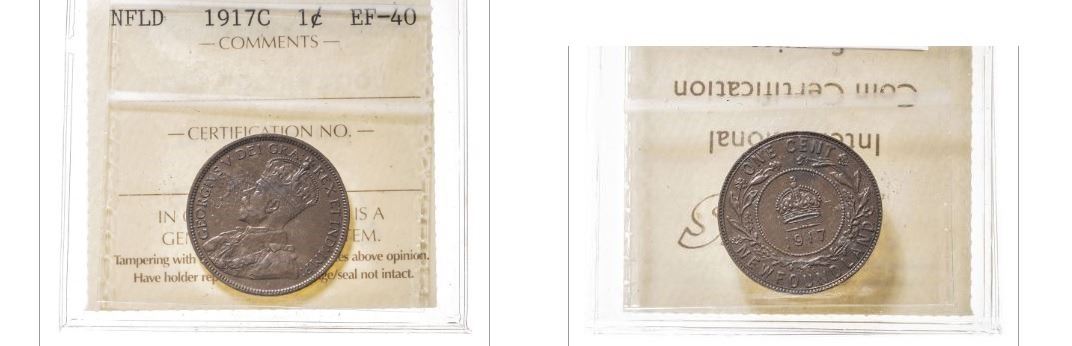 NFLD 1917C 1¢ EF-40
— COMMENTS —
— CERTIFICATION NO. —
IN IS A
GE EM.
Tampering with es above opinion.
Have holder rep ge/seal not intact.
GEORGIVS V DEI GRA: REX ET IND: IMP:
Coin Certification
ONE CENT
1917
NEWFOUNDLAND